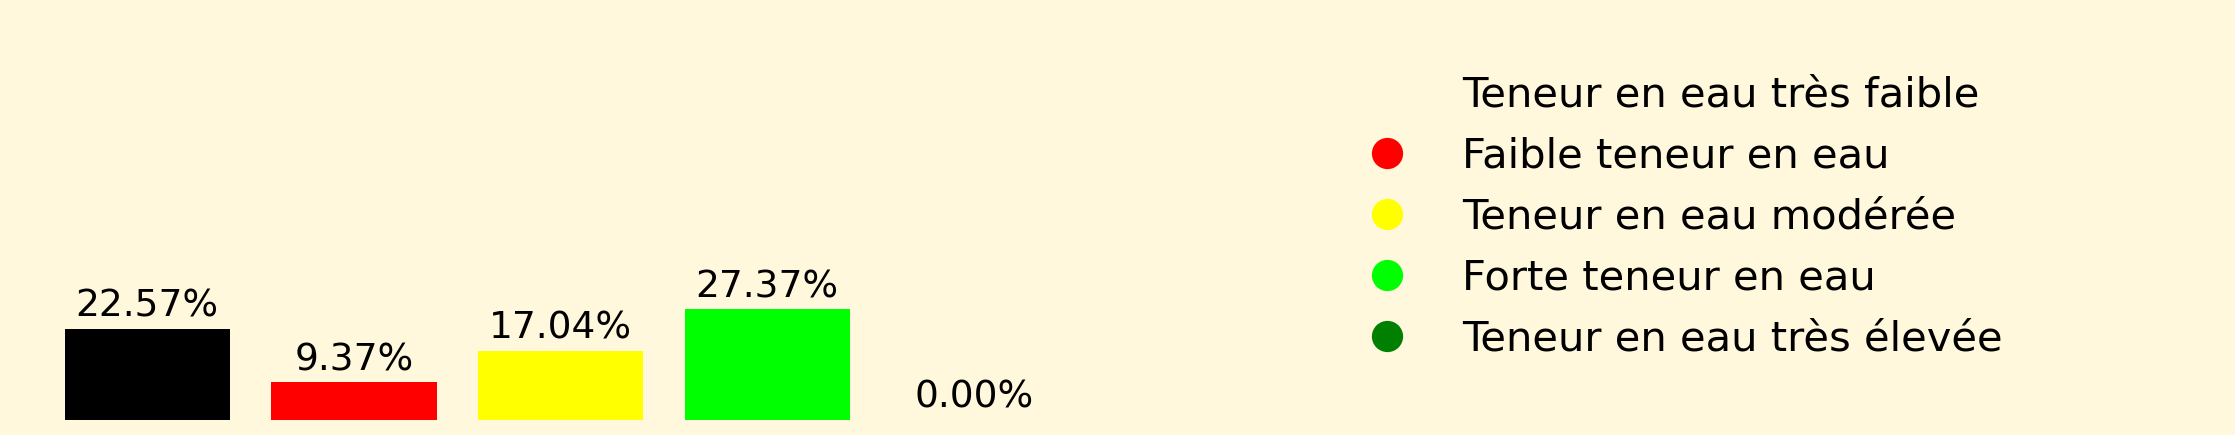 22.57%
9.37%
17.04%
27.37%
0.00%
Teneur en eau très faible
Faible teneur en eau
Teneur en eau modérée
Forte teneur en eau
Teneur en eau très élevée